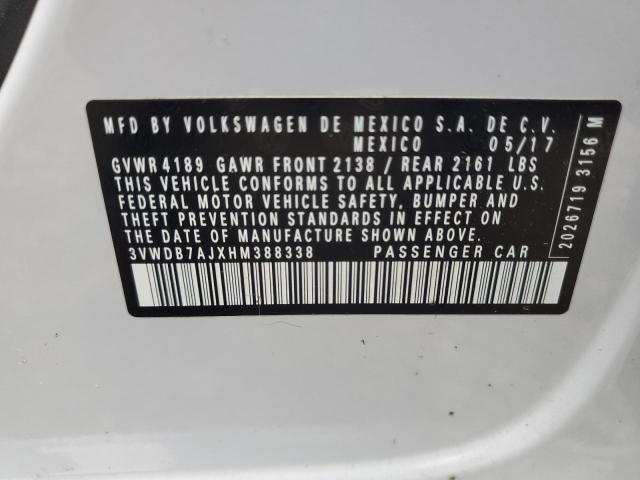 MFD BY VOLKSWAGEN DE MEXICO S.A. DE C.V.
MEXICO 05/17
GVWR 4189 GAWR FRONT 2138 / REAR 2161 LBS
THIS VEHICLE CONFORMS TO ALL APPLICABLE U.S.
FEDERAL MOTOR VEHICLE SAFETY, BUMPER AND
THEFT PREVENTION STANDARDS IN EFFECT ON
THE DATE OF MANUFACTURE SHOWN ABOVE.
3VWDB7AJXHM388338 PASSENGER CAR
2026719 3156 M